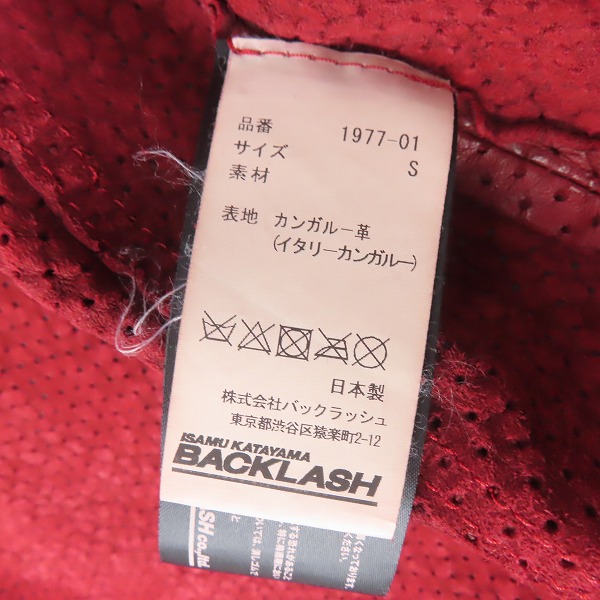 品番 1977-01
サイズ S
素材
表地 カンガルー革
(イタリーカンガルー)
日本製
株式会社バックラッシュ
東京都渋谷区猿楽町2-12
ISAMU KATAYAMA
BACKLASH